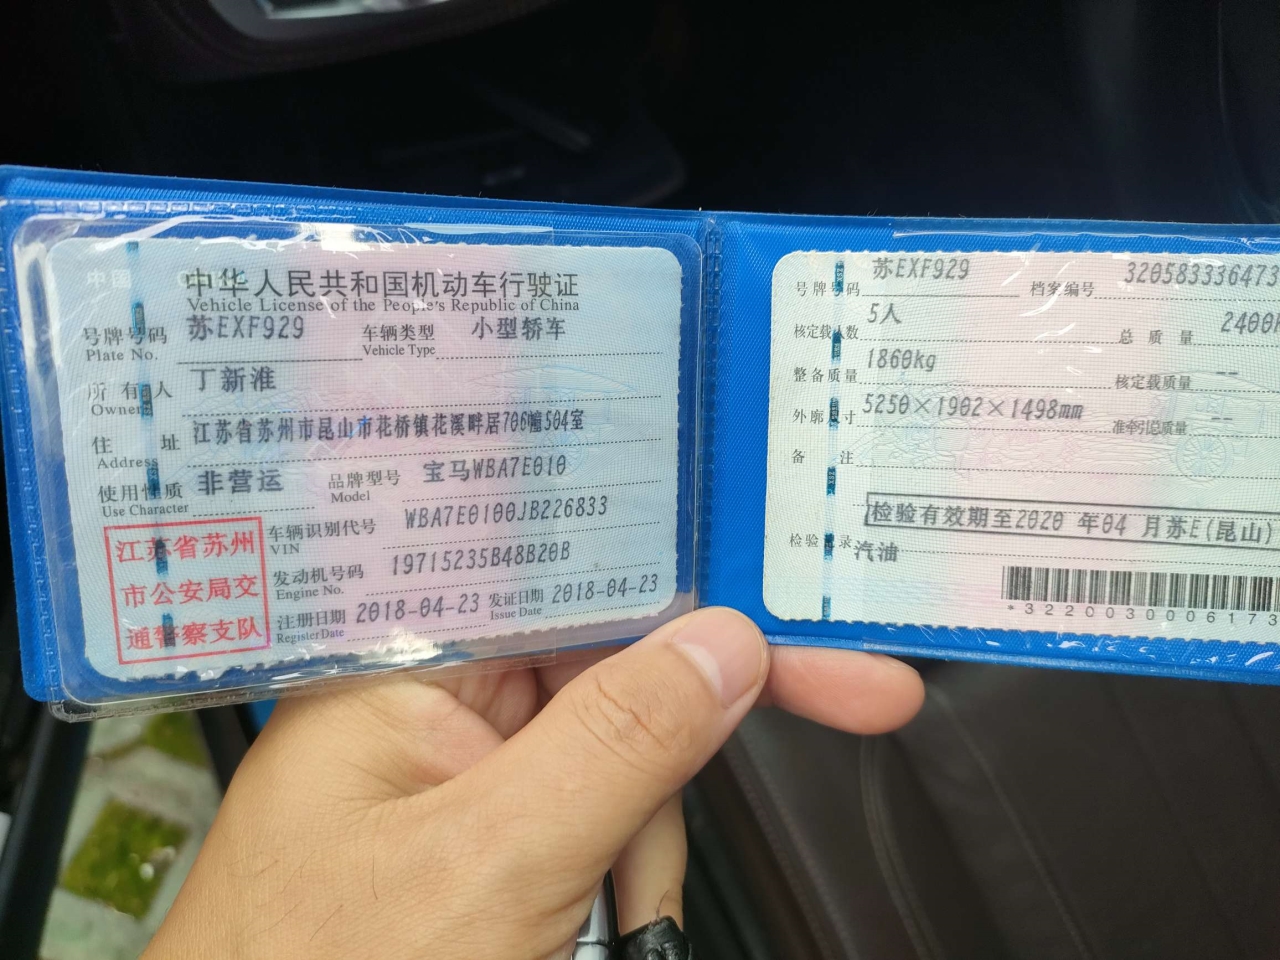 中华人民共和国机动车行驶证
Vehicle License of the People's Republic of China
号牌号码 苏EXF929 车辆类型 小型轿车
Plate No. Vehicle Type
所有人 丁新淮
Owner
住址 江苏省苏州市昆山市花桥镇花溪畔居706幢504室
Address
使用性质 非营运 品牌型号 宝马WBA7E010
Use Character Model
江苏省苏州
市公安局交
通警察支队
车辆识别代号 WBA7E0100JB226833
VIN
发动机号码 19715235B48B20B
Engine No.
注册日期 2018-04-23 发证日期 2018-04-23
Register Date Issue Date
号牌号码 苏EXF929 档案编号 320583336473
核定载人数 5人 总质量 2400k
整备质量 1860kg 核定载质量 --
外廓尺寸 5250×1902×1498mm 准牵引总质量 --
备注
检验有效期至2020 年04 月苏E(昆山)
检验记录 汽油
*3220030006173